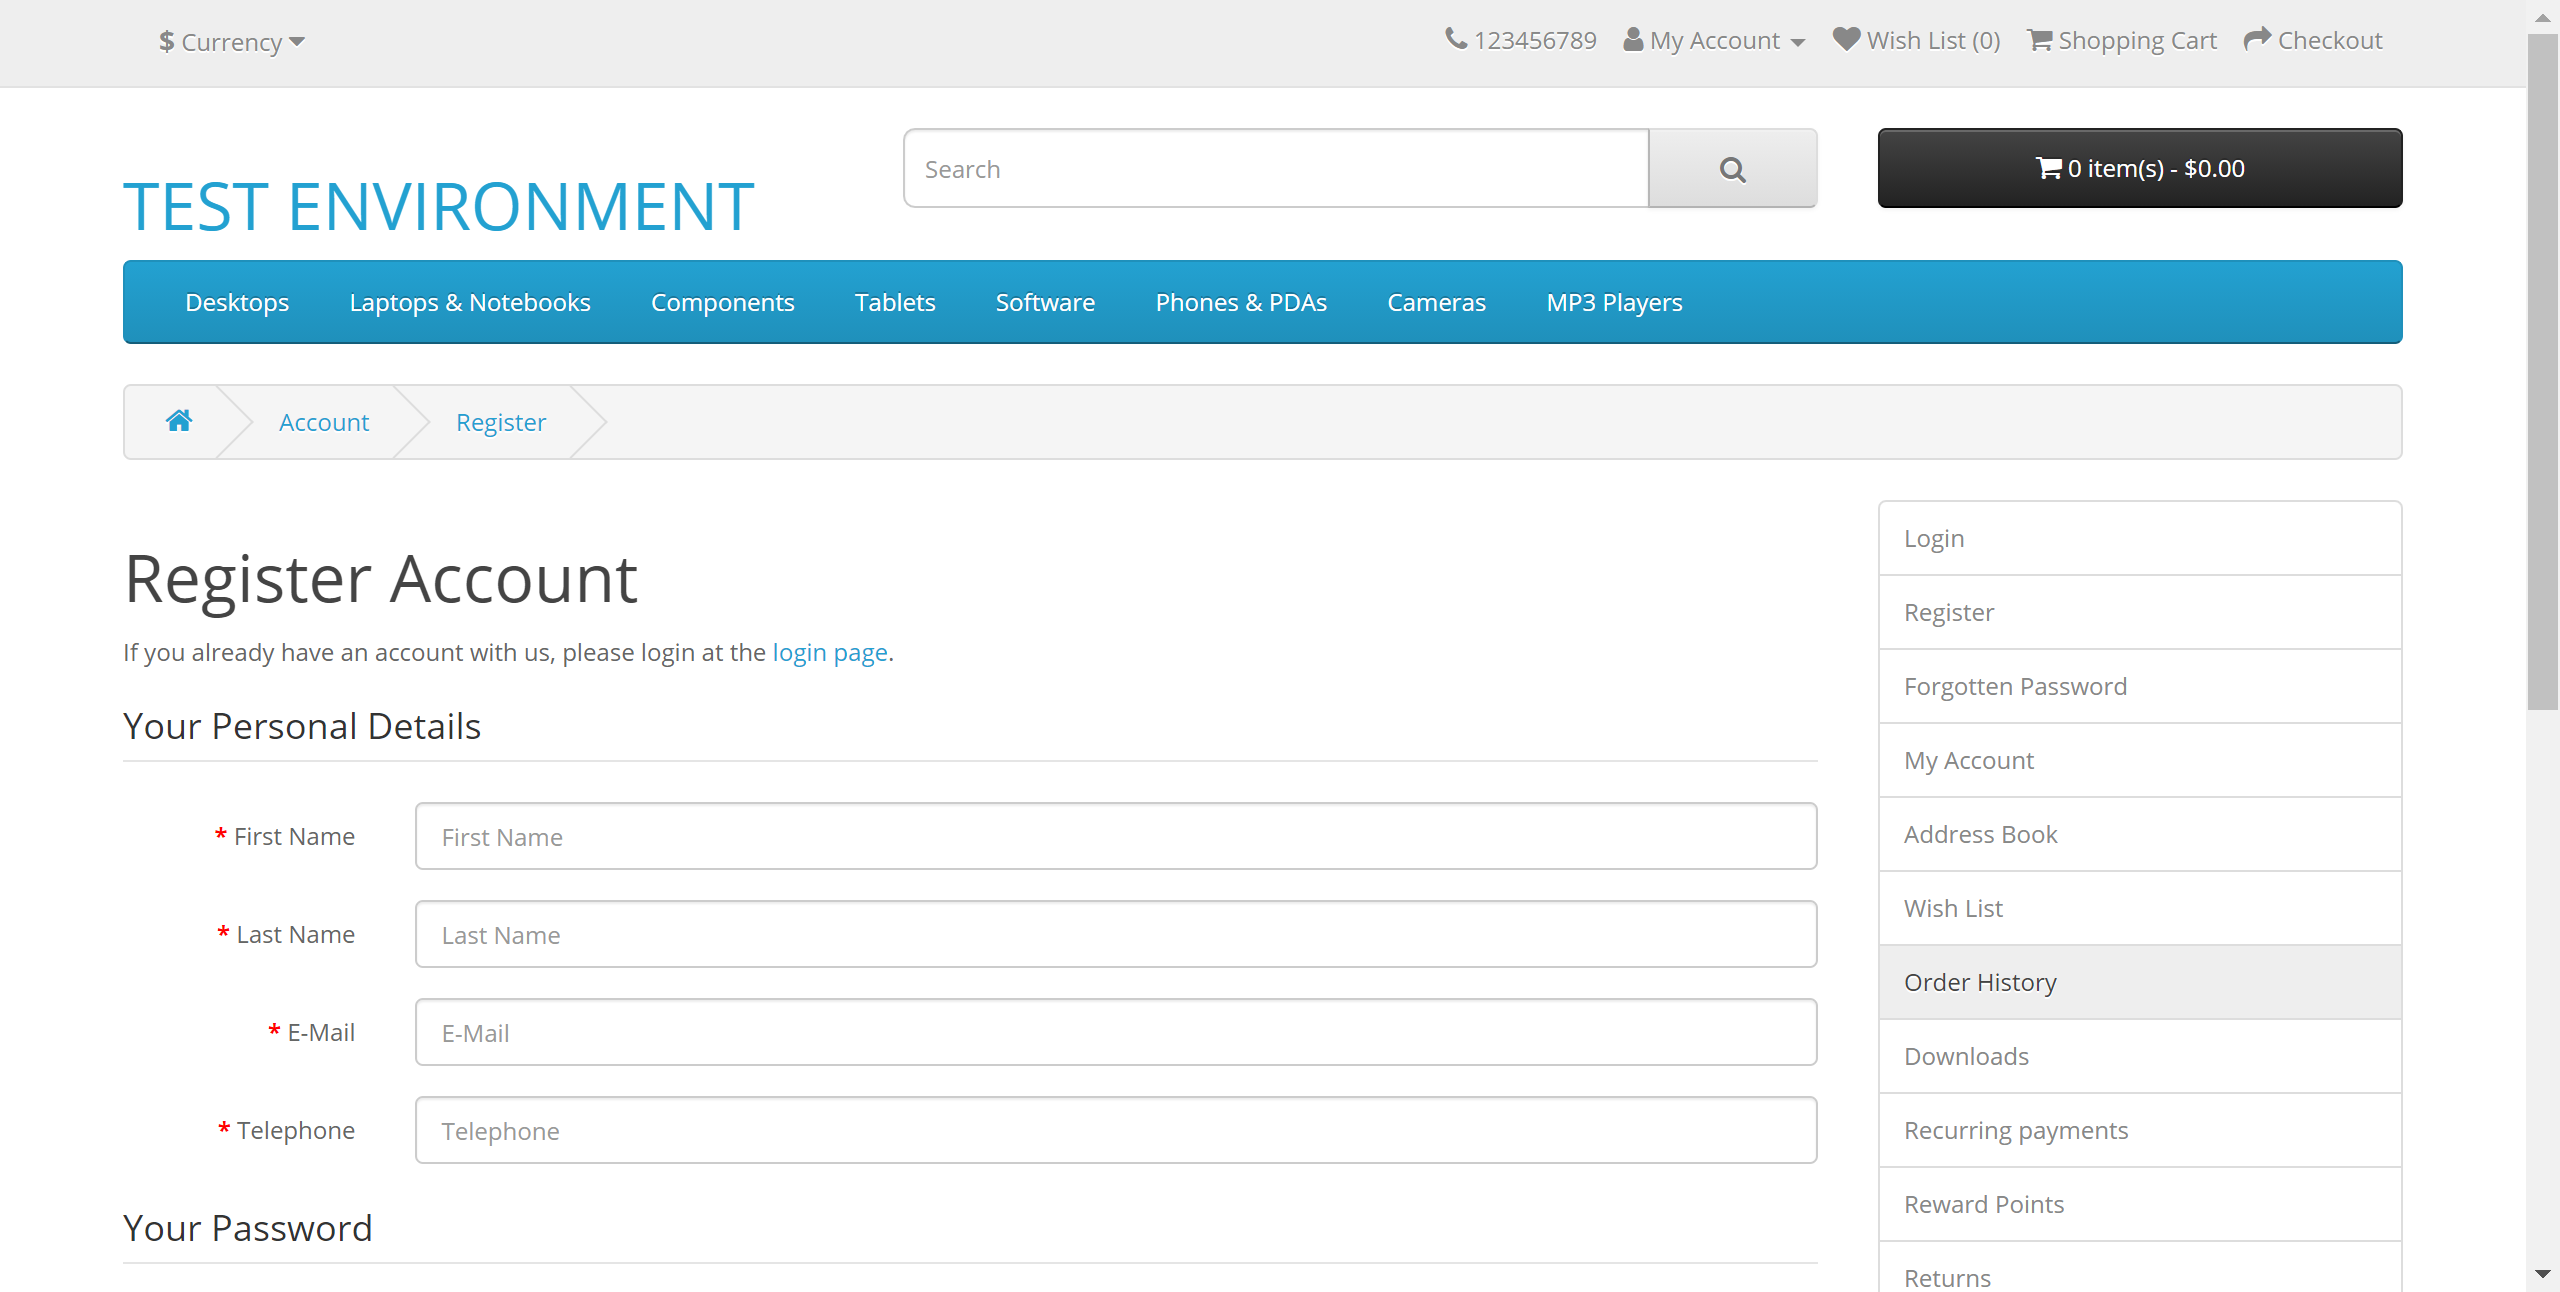 $ Currency
123456789 My Account Wish List (0) Shopping Cart Checkout
TEST ENVIRONMENT
Search
0 item(s) - $0.00
Desktops Laptops & Notebooks Components Tablets Software Phones & PDAs Cameras MP3 Players
Account Register
Register Account
If you already have an account with us, please login at the login page.
Your Personal Details
* First Name First Name
* Last Name Last Name
* E-Mail E-Mail
* Telephone Telephone
Your Password
Login
Register
Forgotten Password
My Account
Address Book
Wish List
Order History
Downloads
Recurring payments
Reward Points
Returns